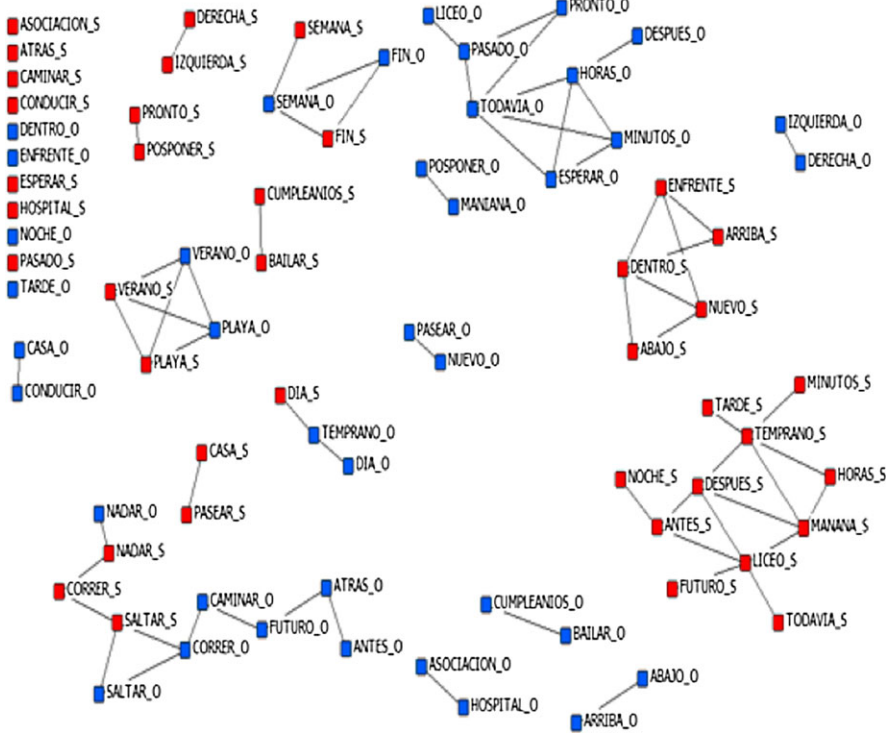 ASOCIACION_S
ATRAS_S
CAMINAR_S
CONDUCIR_S
DENTRO_O
ENFRENTE_O
ESPERAR_S
HOSPITAL_S
NOCHE_O
PASADO_S
TARDE_O
DERECHA_S
IZQUIERDA_S
PRONTO_S
POSPONER_S
SEMANA_S
FIN_O
SEMANA_O
FIN_S
LICEO_O
PRONTO_O
PASADO_O
DESPUES_O
HORAS_O
TODAVIA_O
MINUTOS_O
ESPERAR_O
IZQUIERDA_O
DERECHA_O
POSPONER_O
MANIANA_O
CUMPLEANIOS_S
BAILAR_S
ENFRENTE_S
ARRIBA_S
DENTRO_S
NUEVO_S
ABAJO_S
VERANO_O
VERANO_S
PLAYA_O
PLAYA_S
CASA_O
CONDUCIR_O
PASEAR_O
NUEVO_O
DIA_S
TEMPRANO_O
DIA_O
CASA_S
PASEAR_S
MINUTOS_S
TARDE_S
TEMPRANO_S
NOCHE_S
DESPUES_S
HORAS_S
ANTES_S
MANANA_S
LICEO_S
FUTURO_S
TODAVIA_S
NADAR_O
NADAR_S
CORRER_S
SALTAR_S
CAMINAR_O
CORRER_O
SALTAR_O
FUTURO_O
ATRAS_O
ANTES_O
CUMPLEANIOS_O
BAILAR_O
ASOCIACION_O
HOSPITAL_O
ABAJO_O
ARRIBA_O